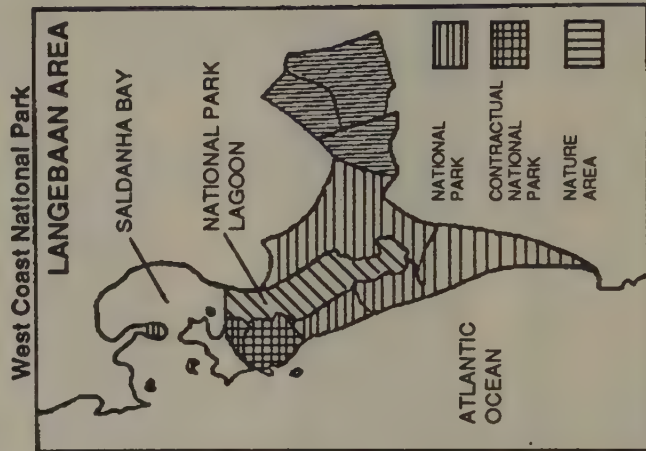 West Coast National Park
LANGEBAAN AREA
SALDANHA BAY
NATIONAL PARK
LAGOON
NATIONAL
PARK
CONTRACTUAL
NATIONAL
PARK
NATURE
AREA
ATLANTIC
OCEAN